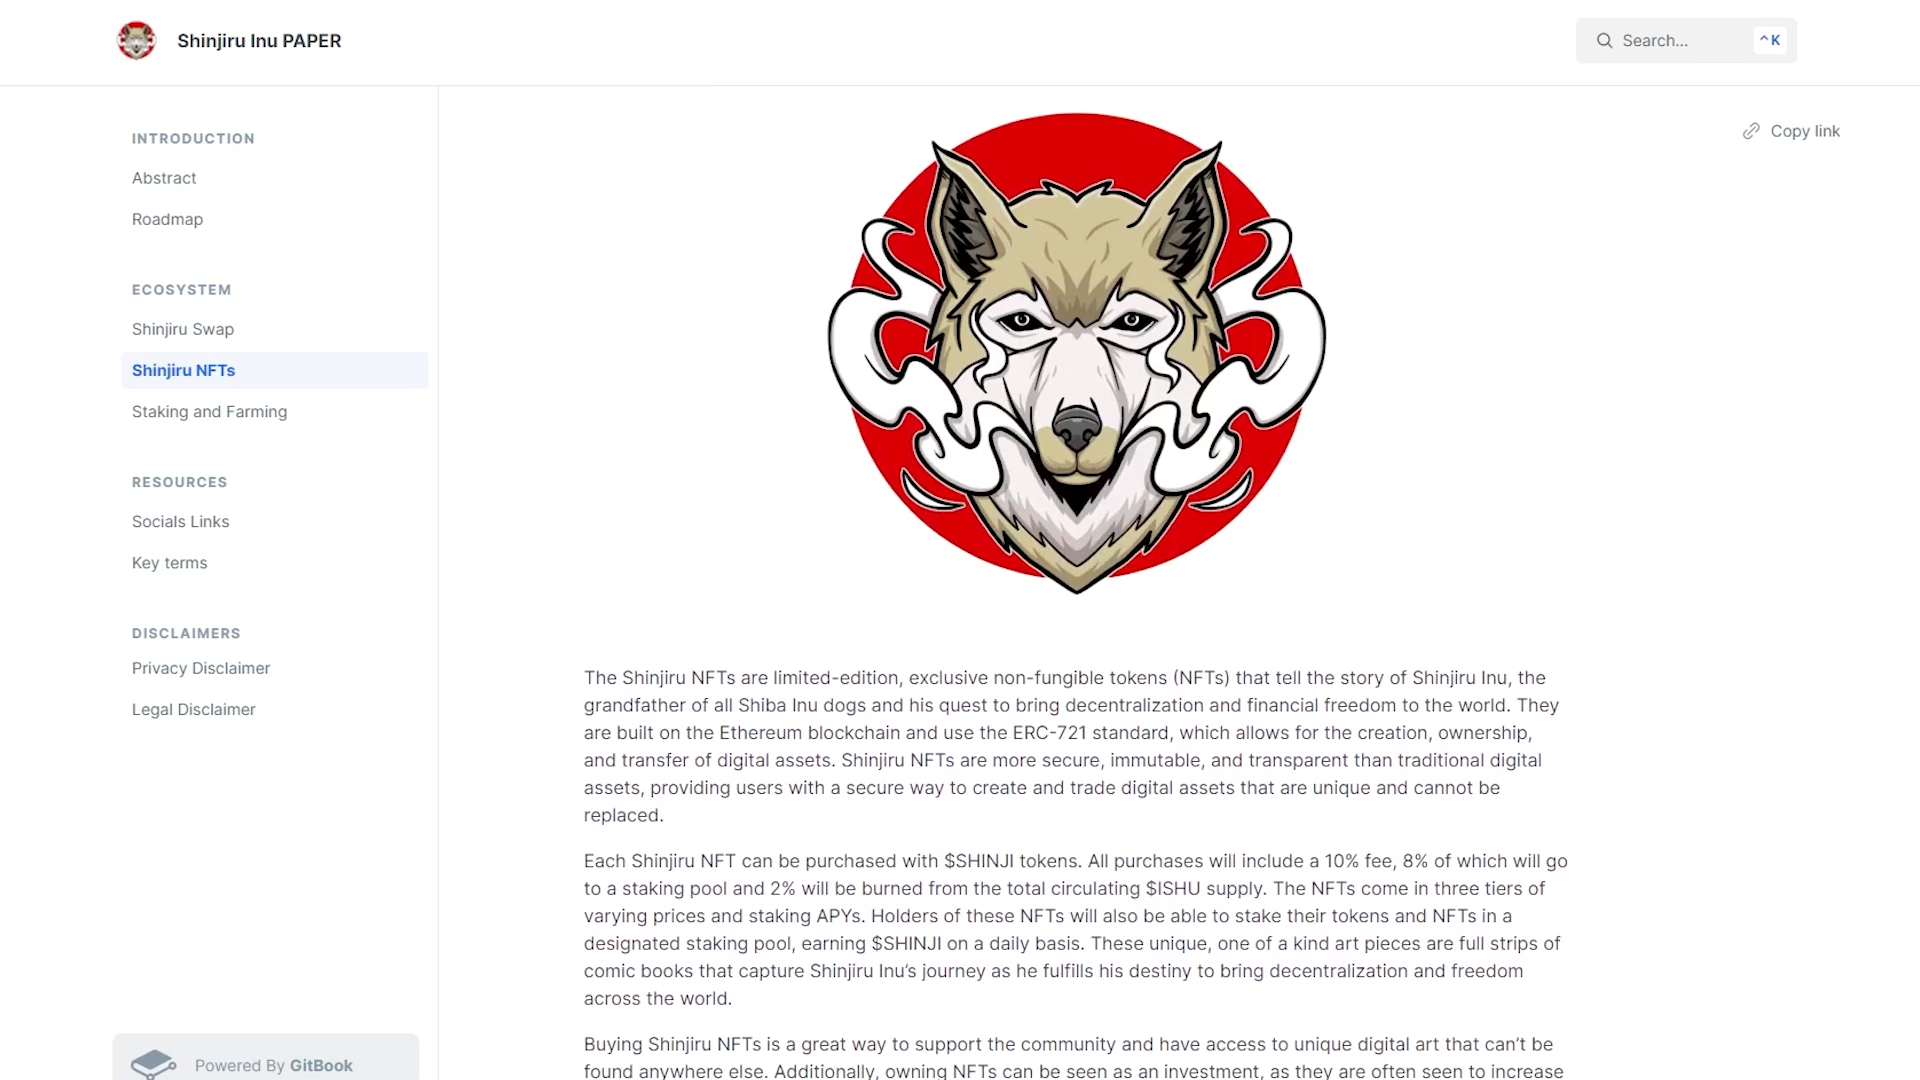 Shinjiru Inu PAPER
Search...
^K
INTRODUCTION
Abstract
Roadmap
ECOSYSTEM
Shinjiru Swap
Shinjiru NFTs
Staking and Farming
RESOURCES
Socials Links
Key terms
DISCLAIMERS
Privacy Disclaimer
Legal Disclaimer
Powered By GitBook
Copy link
The Shinjiru NFTs are limited-edition, exclusive non-fungible tokens (NFTs) that tell the story of Shinjiru Inu, the
grandfather of all Shiba Inu dogs and his quest to bring decentralization and financial freedom to the world. They
are built on the Ethereum blockchain and use the ERC-721 standard, which allows for the creation, ownership,
and transfer of digital assets. Shinjiru NFTs are more secure, immutable, and transparent than traditional digital
assets, providing users with a secure way to create and trade digital assets that are unique and cannot be
replaced.
Each Shinjiru NFT can be purchased with $SHINJI tokens. All purchases will include a 10% fee, 8% of which will go
to a staking pool and 2% will be burned from the total circulating $ISHU supply. The NFTs come in three tiers of
varying prices and staking APYs. Holders of these NFTs will also be able to stake their tokens and NFTs in a
designated staking pool, earning $SHINJI on a daily basis. These unique, one of a kind art pieces are full strips of
comic books that capture Shinjiru Inu's journey as he fulfills his destiny to bring decentralization and freedom
across the world.
Buying Shinjiru NFTs is a great way to support the community and have access to unique digital art that can't be
found anywhere else. Additionally, owning NFTs can be seen as an investment, as they are often seen to increase